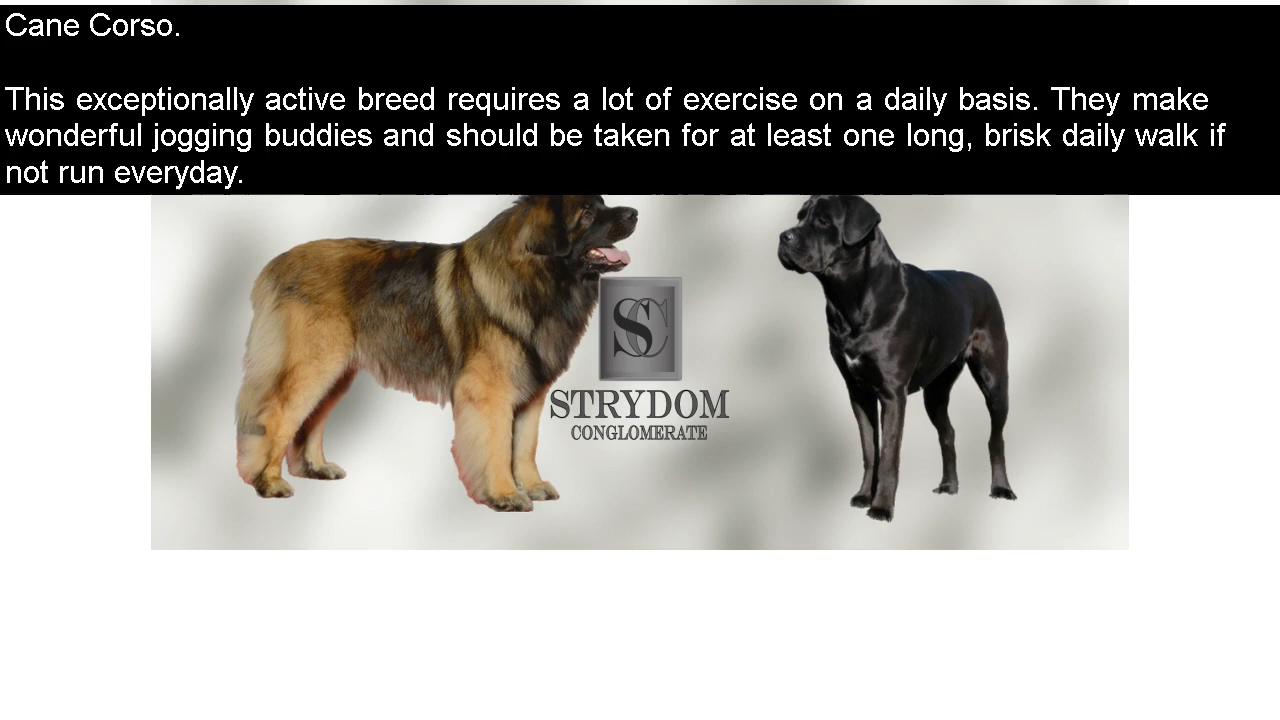 Cane Corso.
This exceptionally active breed requires a lot of exercise on a daily basis. They make
wonderful jogging buddies and should be taken for at least one long, brisk daily walk if
not run everyday.
SC
STRYDOM
CONGLOMERATE